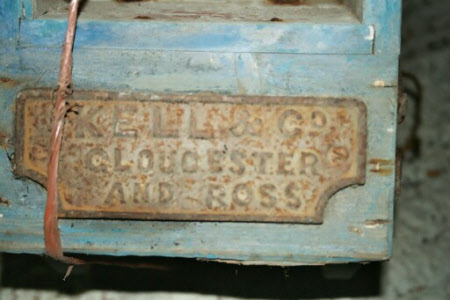 KELL & Co
GLOUCESTER
AND ROSS